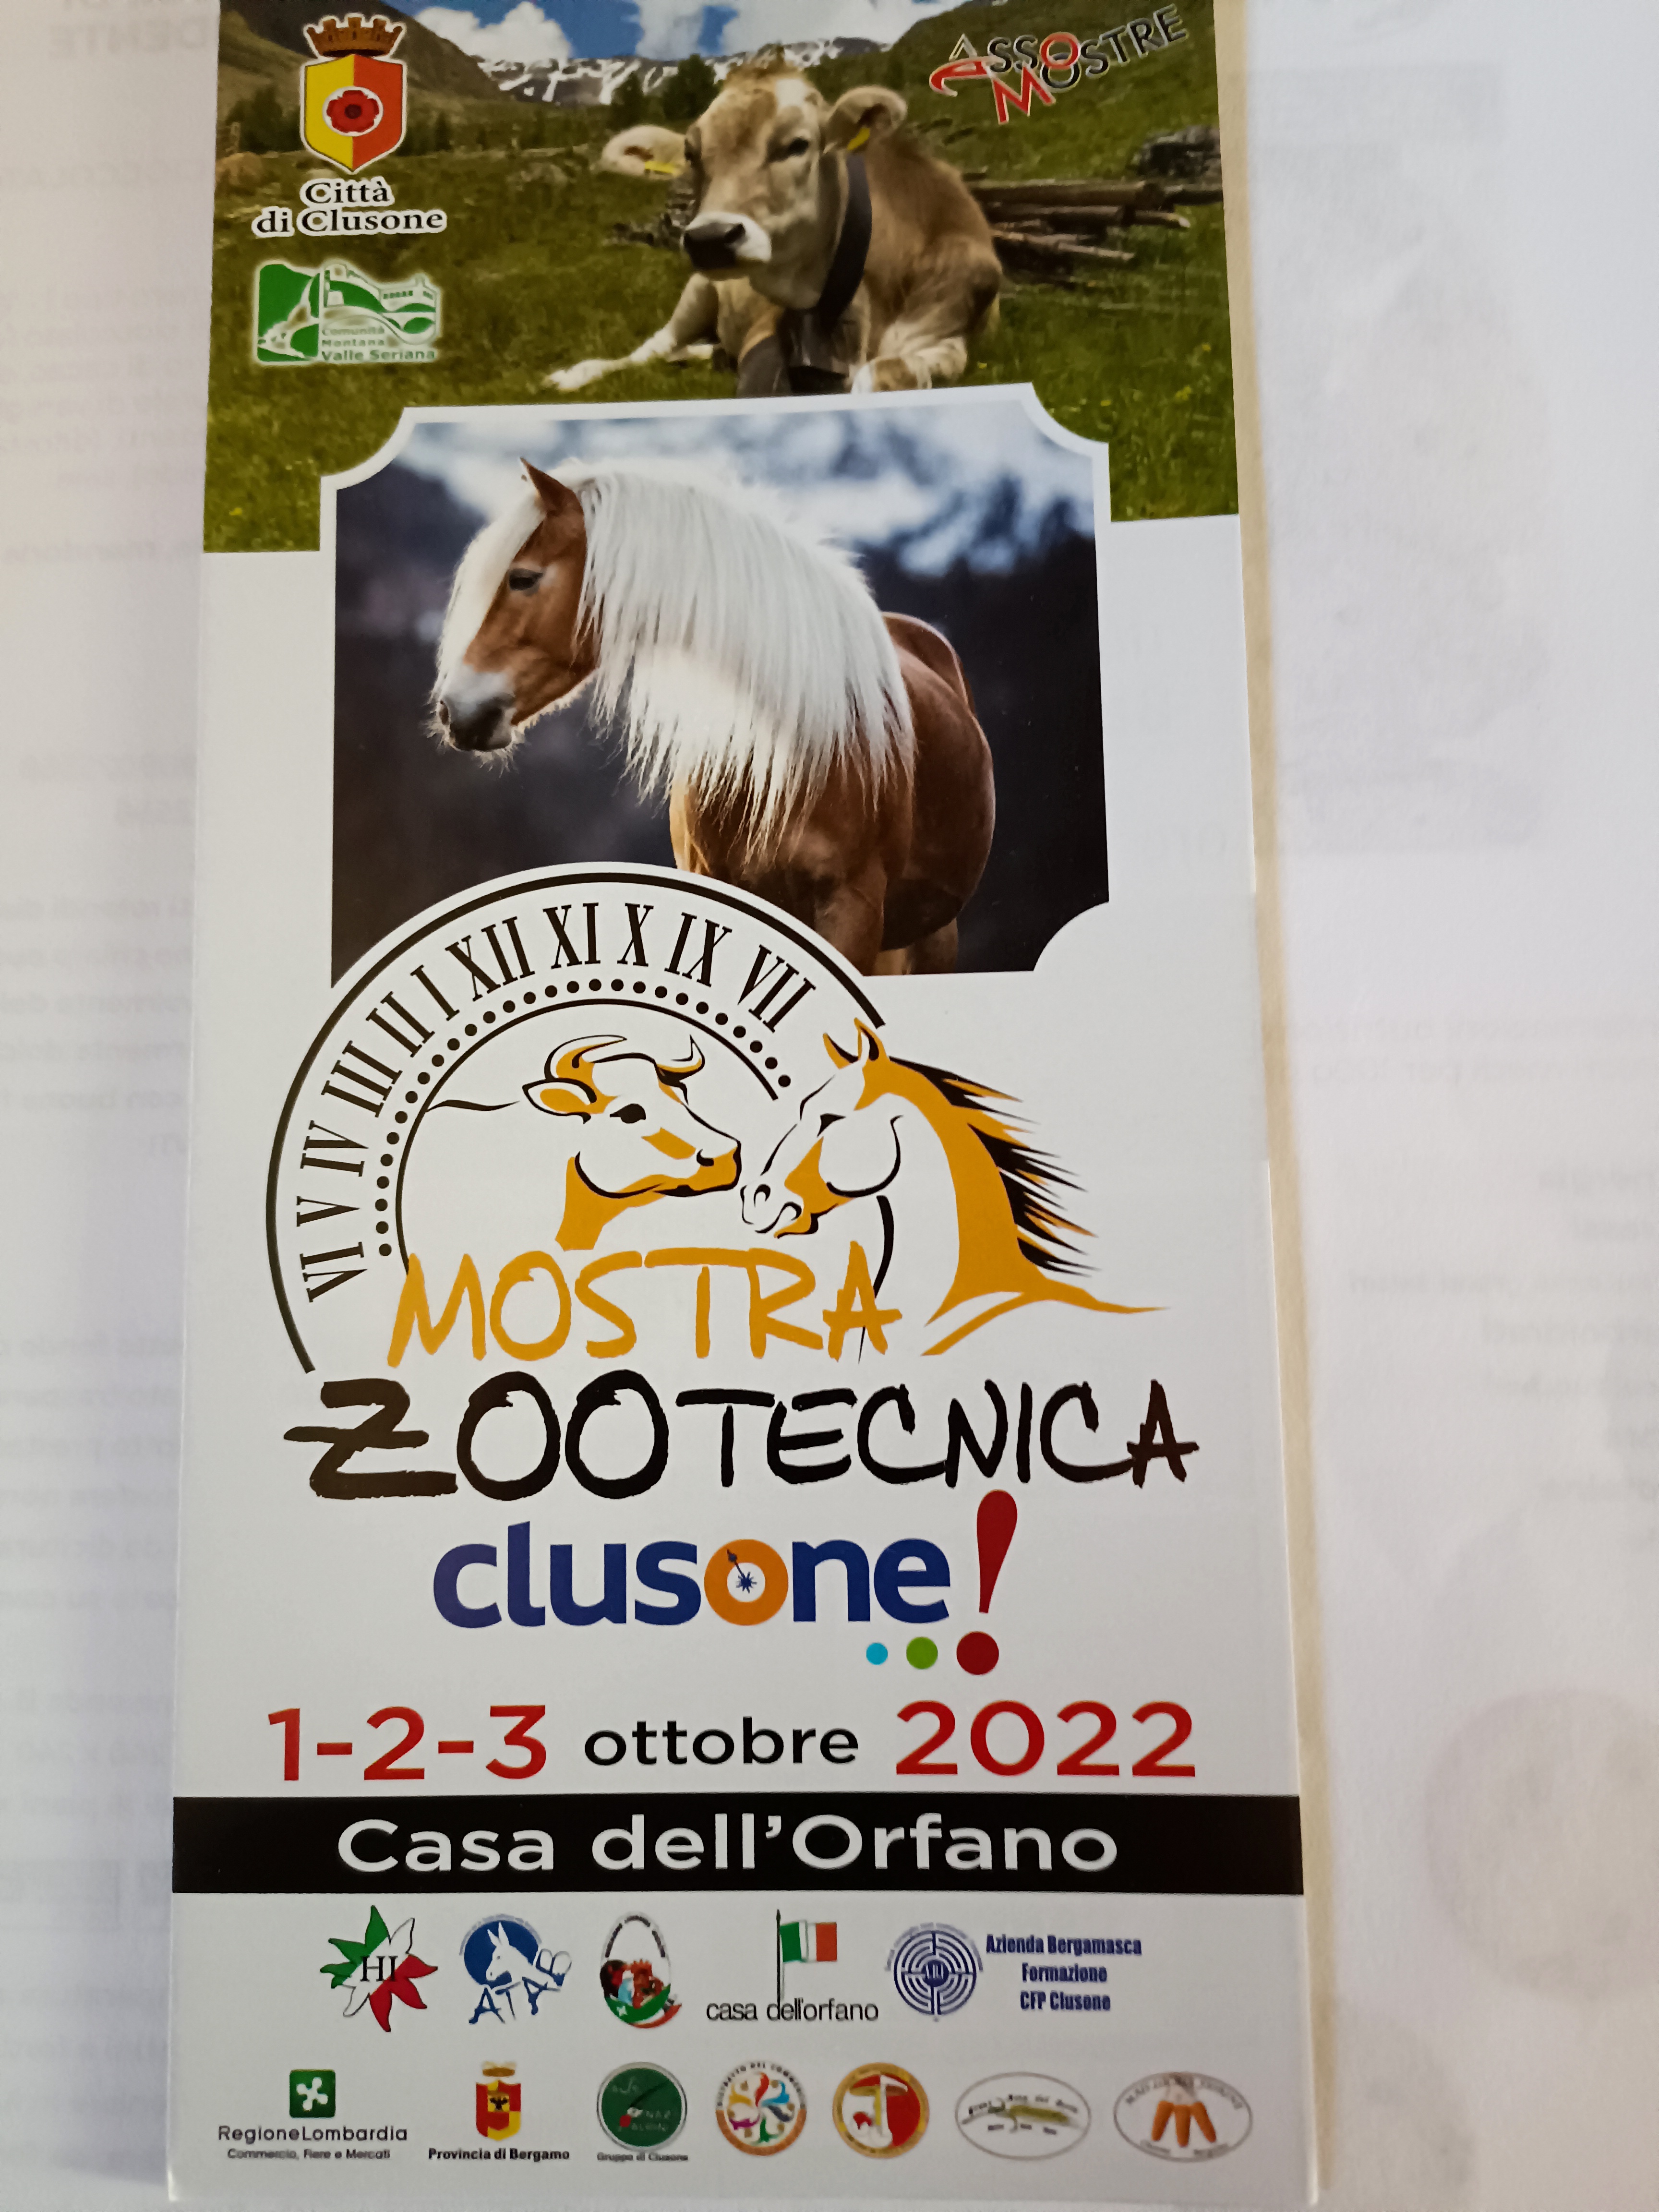 Città
di Clusone
ASSOMOSTRE
Comunità
Montana
Valle Seriana
VI V IV III II I XII XI X IX VII
MOSTRA
ZOOTECNICA
clusone!
1-2-3 ottobre 2022
Casa dell'Orfano
HI
ATAB
casa dell'orfano
Azienda Bergamasca
Formazione
CFP Clusone
RegioneLombardia
Commercio, Fiere e Mercati
Provincia di Bergamo
Gruppo di Clusone